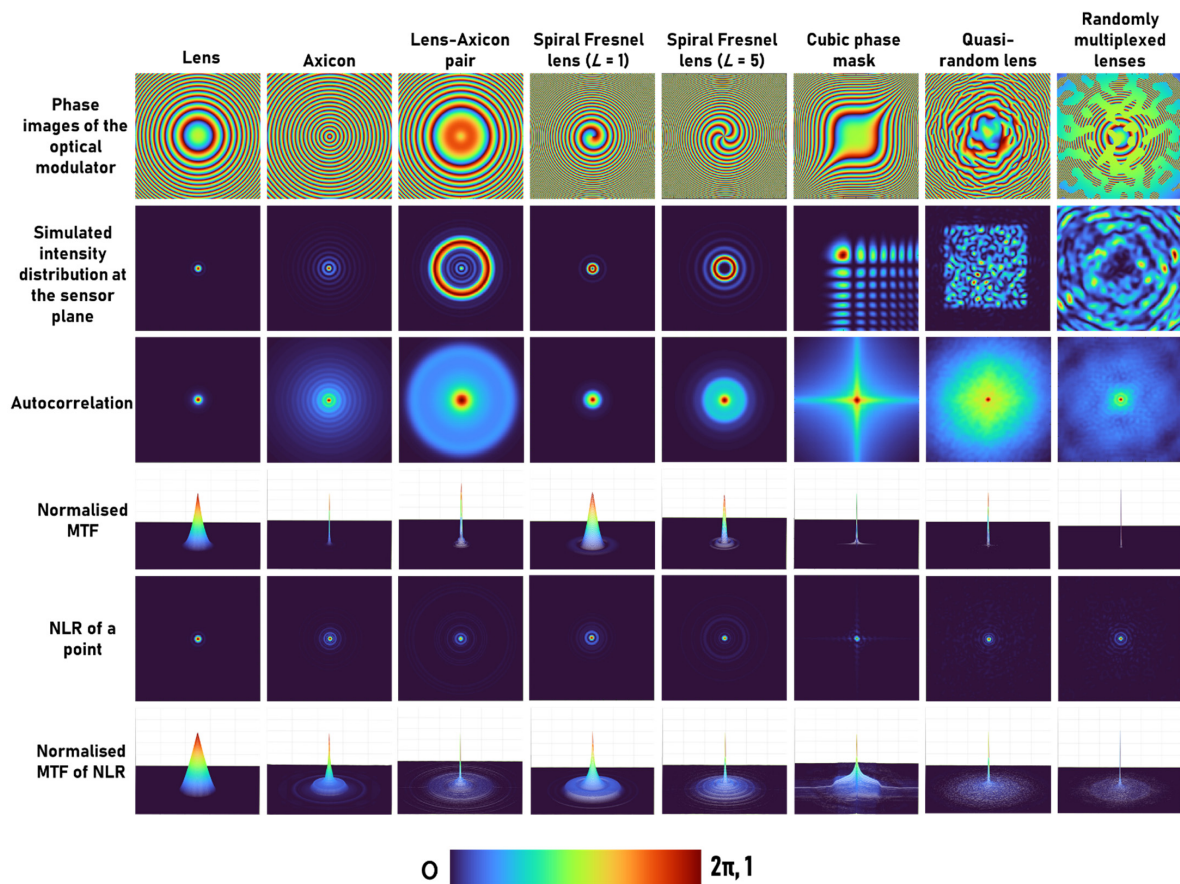 Lens
Axicon
Lens-Axicon
pair
Spiral Fresnel
lens (L = 1)
Spiral Fresnel
lens (L = 5)
Cubic phase
mask
Quasi-
random lens
Randomly
multiplexed
lenses
Phase
images of the
optical
modulator
Simulated
intensity
distribution at
the sensor
plane
Autocorrelation
Normalised
MTF
NLR of a
point
Normalised
MTF of NLR
O
2π, 1